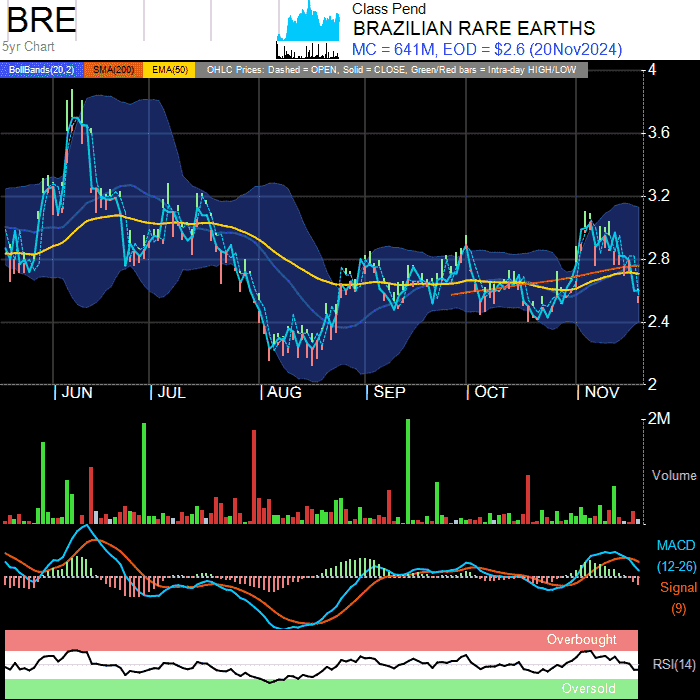 BRE
5yr Chart
Class Pend
BRAZILIAN RARE EARTHS
MC = 641M, EOD = $2.6 (20Nov2024)
BollBands(20,2) SMA(200) EMA(50) OHLC Prices: Dashed = OPEN, Solid = CLOSE, Green/Red bars = Intra-day HIGH/LOW
4
3.6
3.2
2.8
2.4
2
JUN JUL AUG SEP OCT NOV
2M
Volume
MACD
(12-26)
Signal
(9)
Overbought
RSI(14)
Oversold